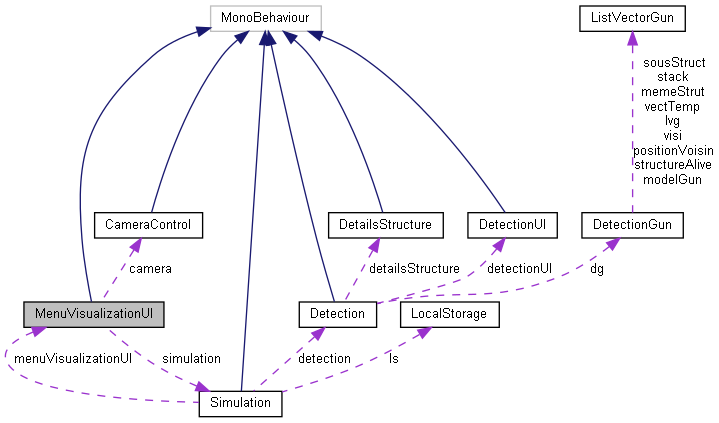 MonoBehaviour
ListVectorGun
sousStruct
stack
memeStrut
vectTemp
lvg
visi
positionVoisin
structureAlive
modelGun
CameraControl
DetailsStructure
DetectionUI
DetectionGun
camera
detailsStructure
detectionUI
dg
MenuVisualizationUI
Detection
LocalStorage
menuVisualizationUI
simulation
detection
ls
Simulation